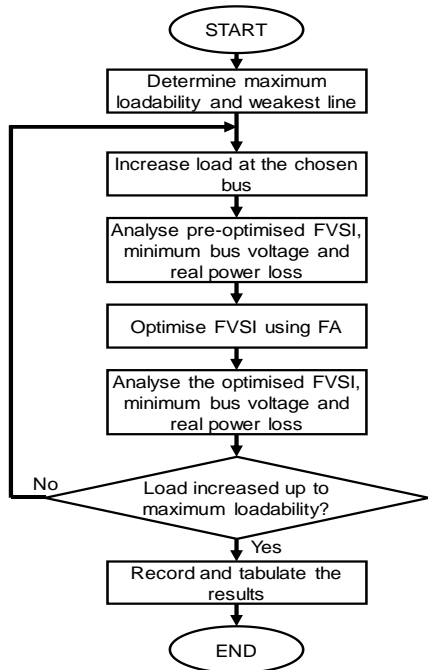 START
Determine maximum
loadability and weakest line
Increase load at the chosen
bus
Analyse pre-optimised FVSI,
minimum bus voltage and
real power loss
Optimise FVSI using FA
Analyse the optimised FVSI,
minimum bus voltage and
real power loss
No
Load increased up to
maximum loadability?
Yes
Record and tabulate the
results
END